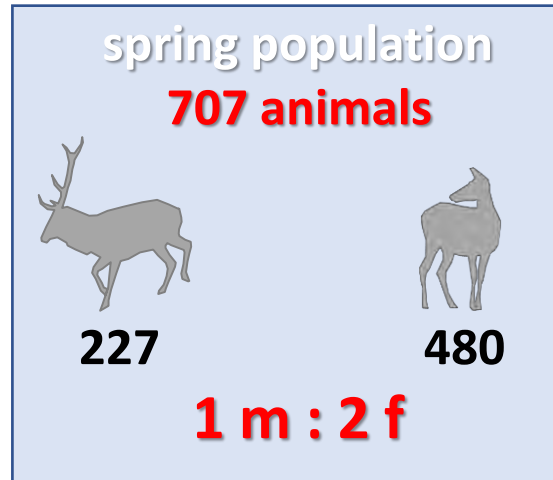 spring population
707 animals
227 480
1 m : 2 f